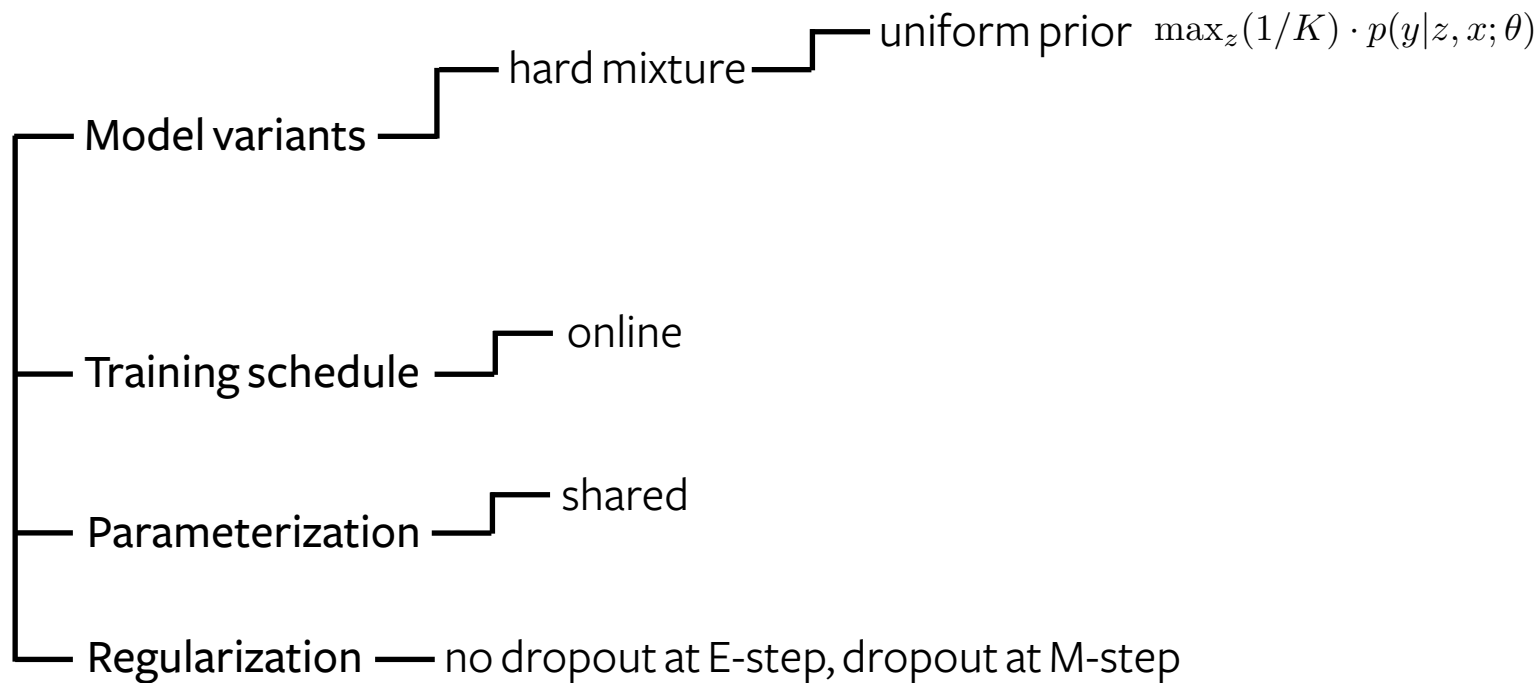 uniform prior max_z(1/K) · p(y|z, x; θ)
hard mixture
Model variants
online
Training schedule
shared
Parameterization
Regularization no dropout at E-step, dropout at M-step